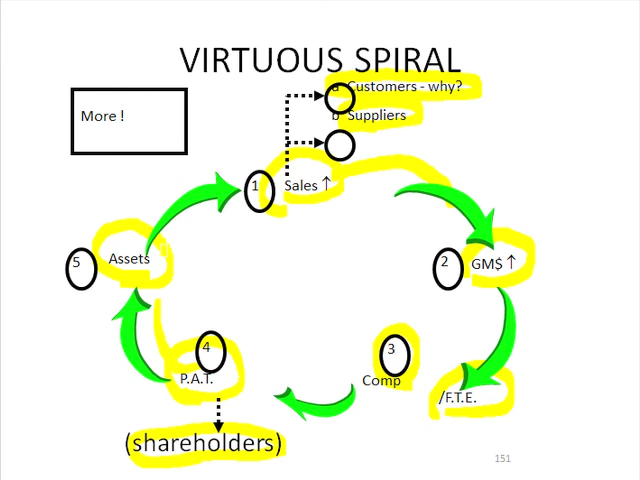 VIRTUOUS SPIRAL
a Customers - why?
More !
b Suppliers
1 Sales ↑
5 Assets
2 GM$ ↑
4
3
P.A.T.
Comp
/F.T.E.
(shareholders)
151